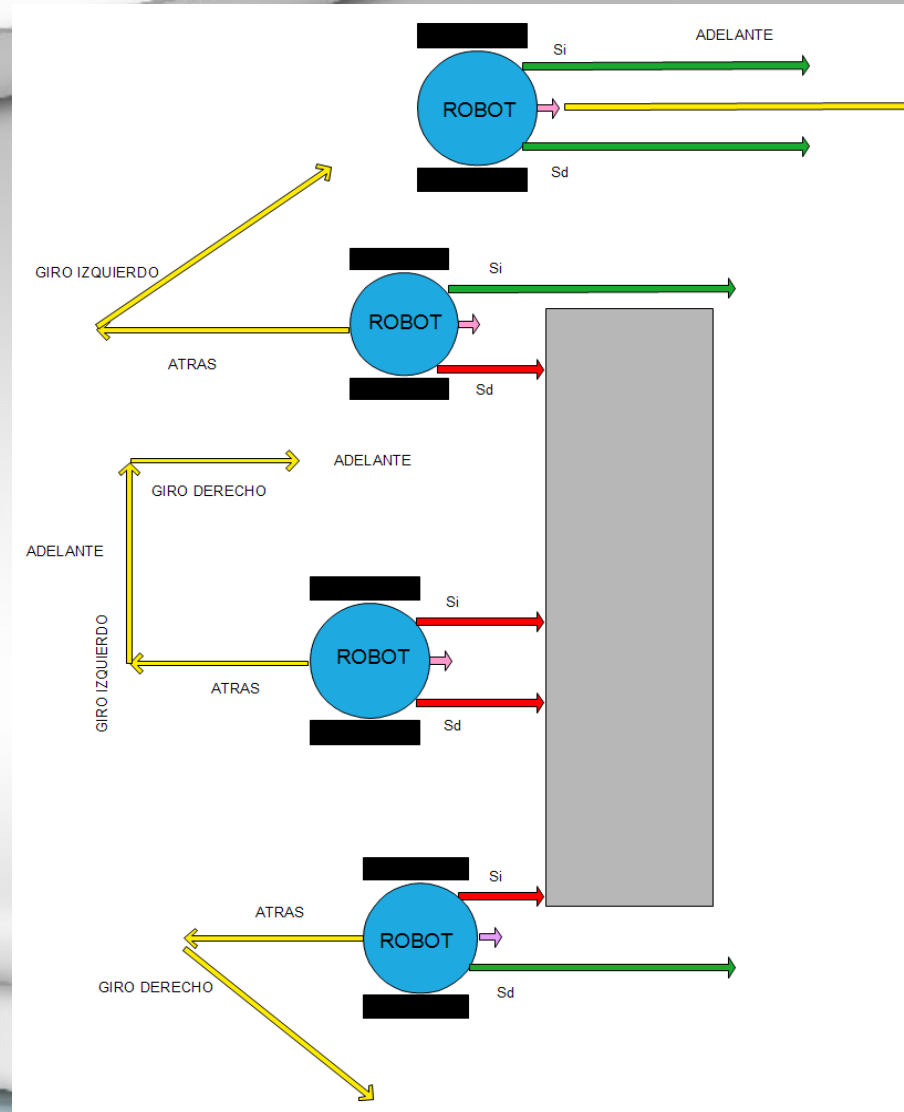 Si
ADELANTE
ROBOT
Sd
GIRO IZQUIERDO
Si
ROBOT
ATRAS
Sd
ADELANTE
GIRO DERECHO
ADELANTE
Si
ROBOT
GIRO IZQUIERDO
ATRAS
Sd
Si
ATRAS
ROBOT
GIRO DERECHO
Sd